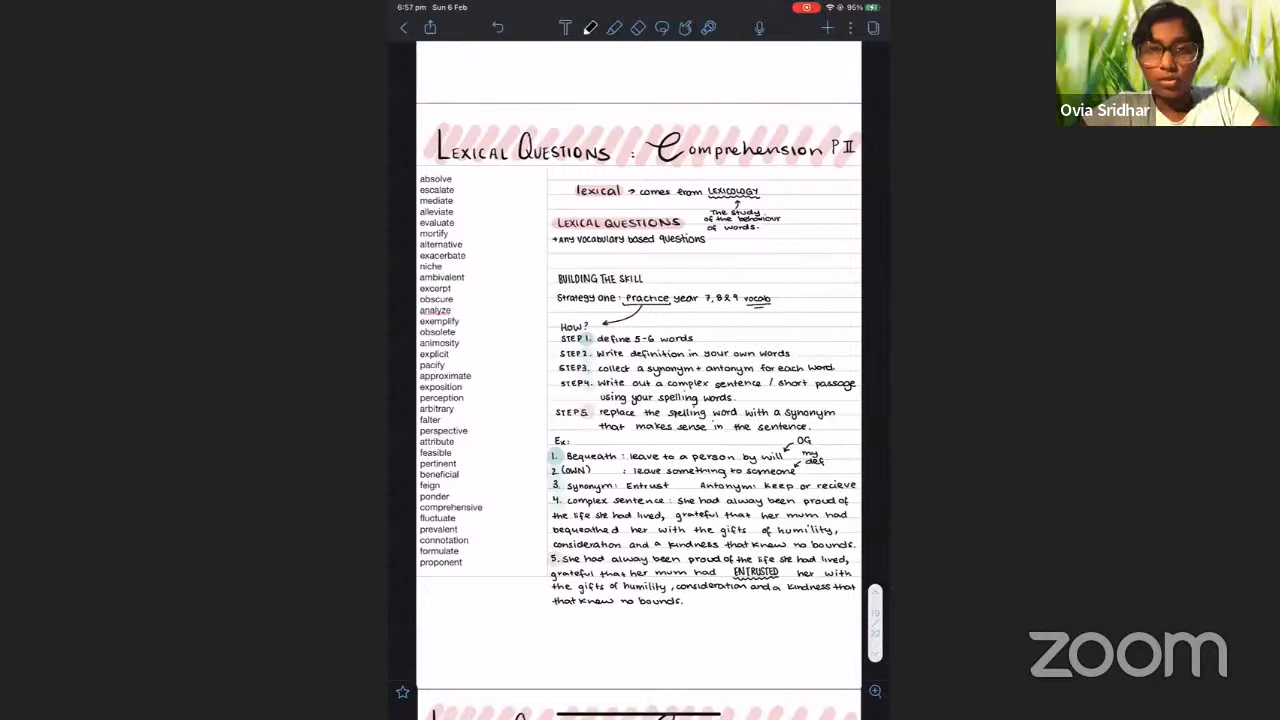 6:57 pm Sun 6 Feb
95%
Ovia Sridhar
LEXICAL QUESTIONS : Comprehension P II
absolve
escalate
mediate
alleviate
evaluate
mortify
alternative
exacerbate
niche
ambivalent
excerpt
obscure
analyze
exemplify
obsolete
animosity
explicit
pacify
approximate
exposition
perception
arbitrary
falter
perspective
attribute
feasible
pertinent
beneficial
feign
ponder
comprehensive
fluctuate
prevalent
connotation
formulate
proponent
lexical → comes from LEXICOLOGY
The study
of the behaviour
of words.
LEXICAL QUESTIONS
→ Any vocabulary based questions
BUILDING THE SKILL
Strategy one: Practice year 7, 8 & 9 vocab
How?
STEP 1. define 5-6 words
STEP 2. Write definition in your own words
STEP 3. collect a synonym + antonym for each word.
STEP 4. Write out a complex sentence / short passage
using your spelling words.
STEP 5. replace the spelling word with a synonym
that makes sense in the sentence.
Ex:
OG
1. Bequeath : leave to a person by will
my
def
2 (OWN) : leave something to someone
3. Synonym: Entrust Antonym: keep or recieve
4. complex sentence : She had alway been proud of
the life she had lived, grateful that her mum had
bequeathed her with the gifts of humility,
consideration and a kindness that knew no bounds.
5. She had alway been proud of the life she had lived,
grateful that her mum had ENTRUSTED her with
the gifts of humility, consideration and a kindness that
that knew no bounds.
19
/
22
zoom